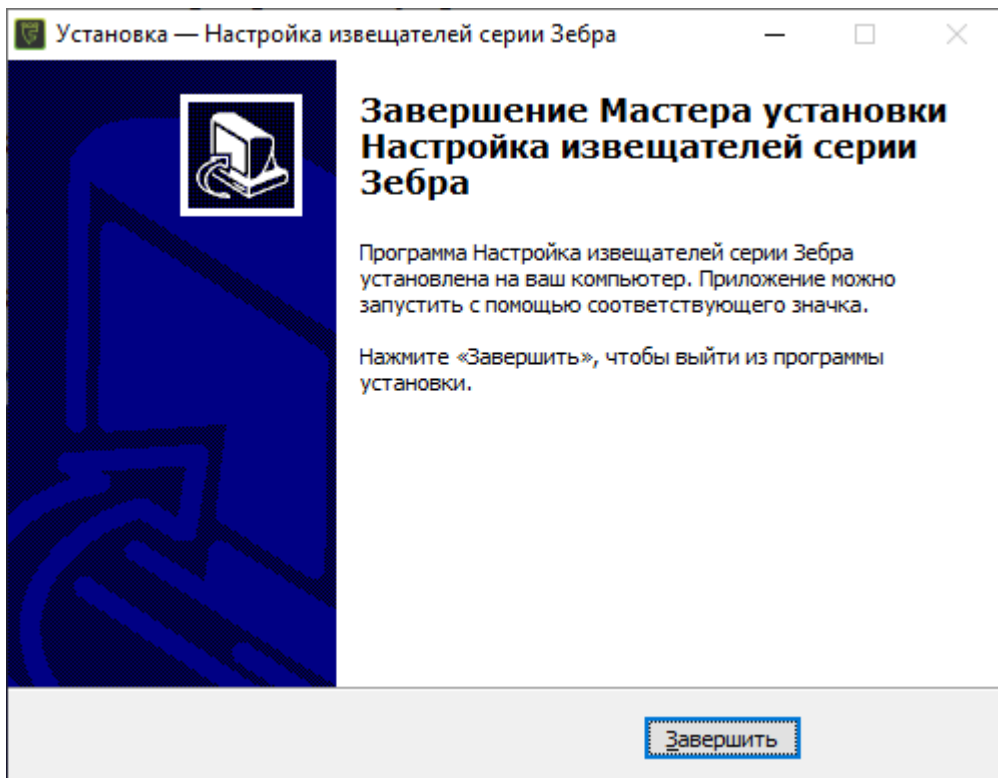 Установка — Настройка извещателей серии Зебра
Завершение Мастера установки
Настройка извещателей серии
Зебра
Программа Настройка извещателей серии Зебра
установлена на ваш компьютер. Приложение можно
запустить с помощью соответствующего значка.
Нажмите «Завершить», чтобы выйти из программы
установки.
Завершить